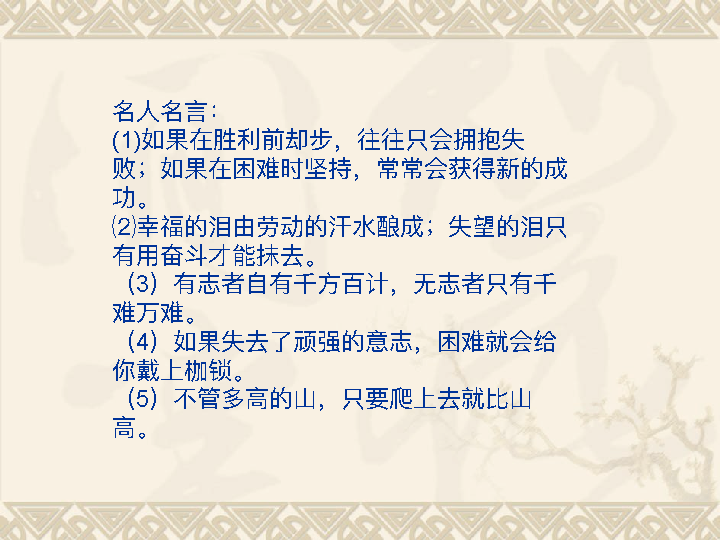 名人名言：
(1)如果在胜利前却步，往往只会拥抱失
败；如果在困难时坚持，常常会获得新的成
功。
⑵幸福的泪由劳动的汗水酿成；失望的泪只
有用奋斗才能抹去。
（3）有志者自有千方百计，无志者只有千
难万难。
（4）如果失去了顽强的意志，困难就会给
你戴上枷锁。
（5）不管多高的山，只要爬上去就比山
高。